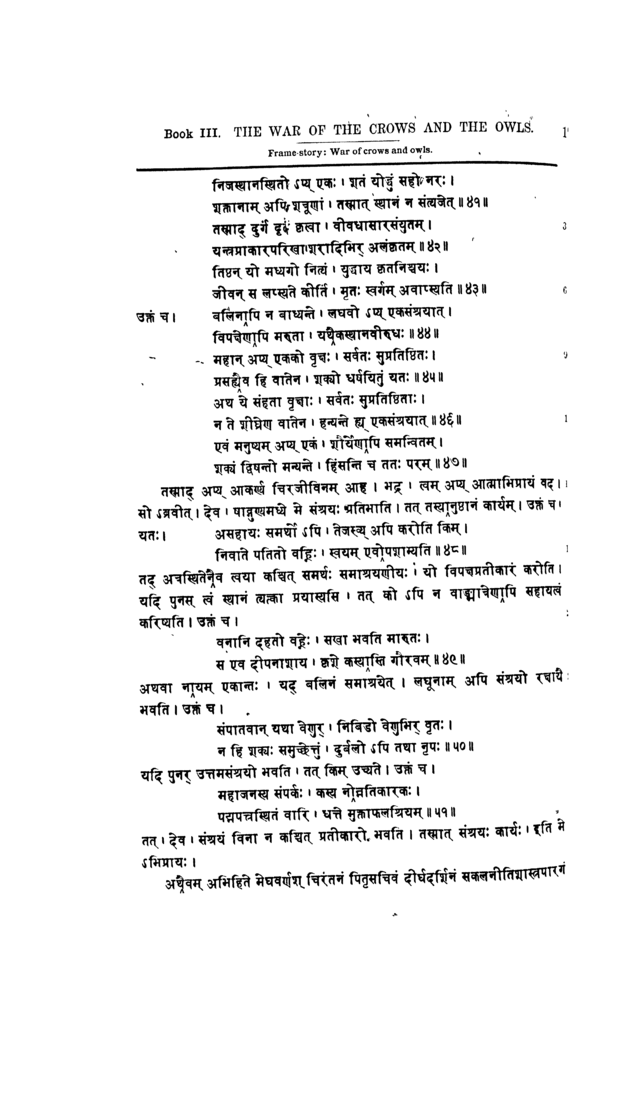 Book III. THE WAR OF THE CROWS AND THE OWLS.
Frame-story: War of crows and owls.
निजस्थानस्थितो ऽप्य् एकः । शतं योद्धुं सहो नरः ।
शक्तानाम् अपि शत्रूणां । तस्मात् स्थानं न संत्यजेत् ॥४१॥
तस्माद् दुर्गं दृढं कृत्वा । वीवधासारसंयुतम् । 3
यन्त्रप्राकारपरिखा । शरादिभिर् अलंकृतम् ॥४२॥
तिष्ठन् यो मध्यगो नित्यं । युद्धाय कृतनिश्चयः ।
जीवन् स लप्स्यते कीर्तिं । मृतः स्वर्गम् अवाप्स्यति ॥४३॥ 6
उक्तं च । बलिनापि न बाध्यन्ते । लघवो ऽप्य् एकसंश्रयात् ।
विपक्षेणापि मरुता । यथैकस्थानवीरुधः ॥४४॥
महान् अप्य् एकको वृक्षः । सर्वतः सुप्रतिष्ठितः । 9
प्रसह्यैव हि वातेन । शक्यो धर्षयितुं यतः ॥४५॥
अथ ये संहता वृक्षाः । सर्वतः सुप्रतिष्ठिताः ।
न ते शीघ्रेण वातेन । हन्यन्ते ह्य् एकसंश्रयात् ॥४६॥
एवं मनुष्यम् अप्य् एकं । शौर्येणापि समन्वितम् ।
शक्यं द्विषन्तो मन्यन्ते । हिंसन्ति च ततः परम् ॥४७॥
तस्याद् अप्य् आकर्ण्य चिरजीविनम् आह । भद्र । त्वम् अप्य् आत्माभिप्रायं वद ।
सो ऽब्रवीत् । देव । षाड्गुण्यमध्ये मे संश्रयः प्रतिभाति । तत् तस्यानुष्ठानं कार्यम् । उक्तं च ।
यतः । असहायः समर्थो ऽपि । तेजस्व्य् अपि करोति किम् ।
निवाते पतितो वह्निः । स्वयम् एवोपशाम्यति ॥४८॥
तद् अत्रस्थितेनैव त्वया कश्चित् समर्थः समाश्रयणीयः । यो विपक्षप्रतीकारं करोति ।
यदि पुनस् त्वं स्थानं त्यक्त्वा प्रयास्यसि । तत् को ऽपि न वाङ्मात्रेणापि सहायत्वं
करिष्यति । उक्तं च ।
वनानि दहतो वह्नेः । सखा भवति मारुतः ।
स एव दीपनाशाय । कृशे कस्यास्ति गौरवम् ॥४९॥
अथवा नायम् एकान्तः । यद् बलिनं समाश्रयेत् । लघूनाम् अपि संश्रयो रक्षायै
भवति । उक्तं च ।
संघातवान् यथा वेणुर् । निबिडो वेणुभिर् वृतः ।
न हि शक्यः समुच्छेत्तुं । दुर्बलो ऽपि तथा नृपः ॥५०॥
यदि पुनर् उत्तमसंश्रयो भवति । तत् किम् उच्यते । उक्तं च ।
महाजनस्य संपर्कः । कस्य नोन्नतिकारकः ।
पद्मपत्त्रस्थितं वारि । धत्ते मुक्ताफलश्रियम् ॥५१॥
तत् । देव । संश्रयं विना न कश्चित् प्रतीकारो भवति । तस्मात् संश्रयः कार्यः । इति मे
ऽभिप्रायः ।
अथैवम् अभिहिते मेघवर्णश् चिरंतनं पितृसचिवं दीर्घदर्शिनं सकलनीतिशास्त्रपारगं